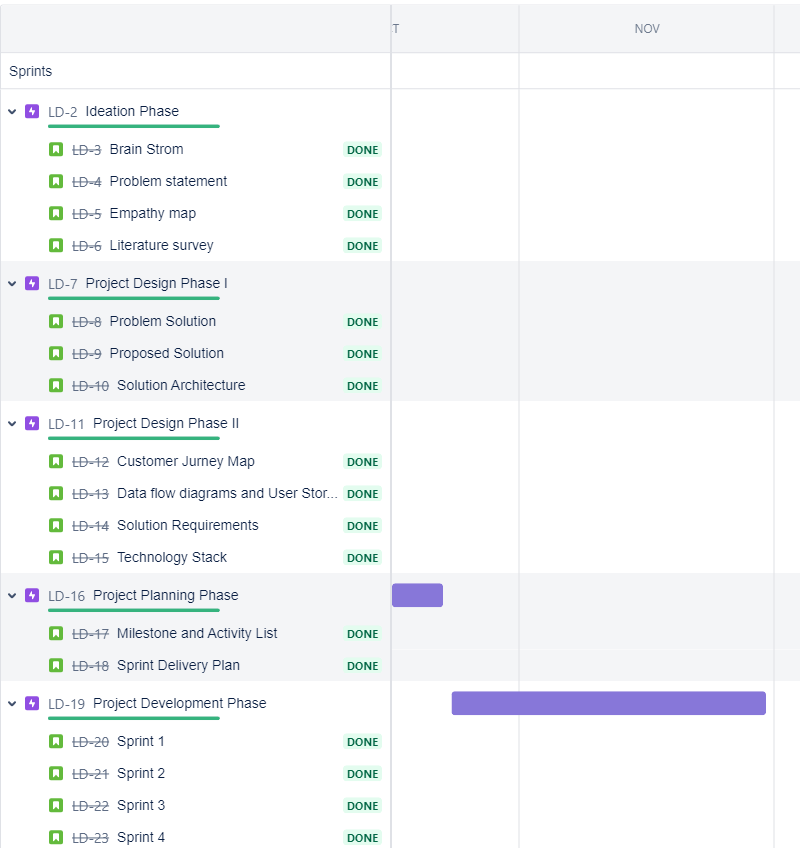 T NOV
Sprints
LD-2 Ideation Phase
LD-3 Brain Strom DONE
LD-4 Problem statement DONE
LD-5 Empathy map DONE
LD-6 Literature survey DONE
LD-7 Project Design Phase I
LD-8 Problem Solution DONE
LD-9 Proposed Solution DONE
LD-10 Solution Architecture DONE
LD-11 Project Design Phase II
LD-12 Customer Jurney Map DONE
LD-13 Data flow diagrams and User Stor... DONE
LD-14 Solution Requirements DONE
LD-15 Technology Stack DONE
LD-16 Project Planning Phase
LD-17 Milestone and Activity List DONE
LD-18 Sprint Delivery Plan DONE
LD-19 Project Development Phase
LD-20 Sprint 1 DONE
LD-21 Sprint 2 DONE
LD-22 Sprint 3 DONE
LD-23 Sprint 4 DONE